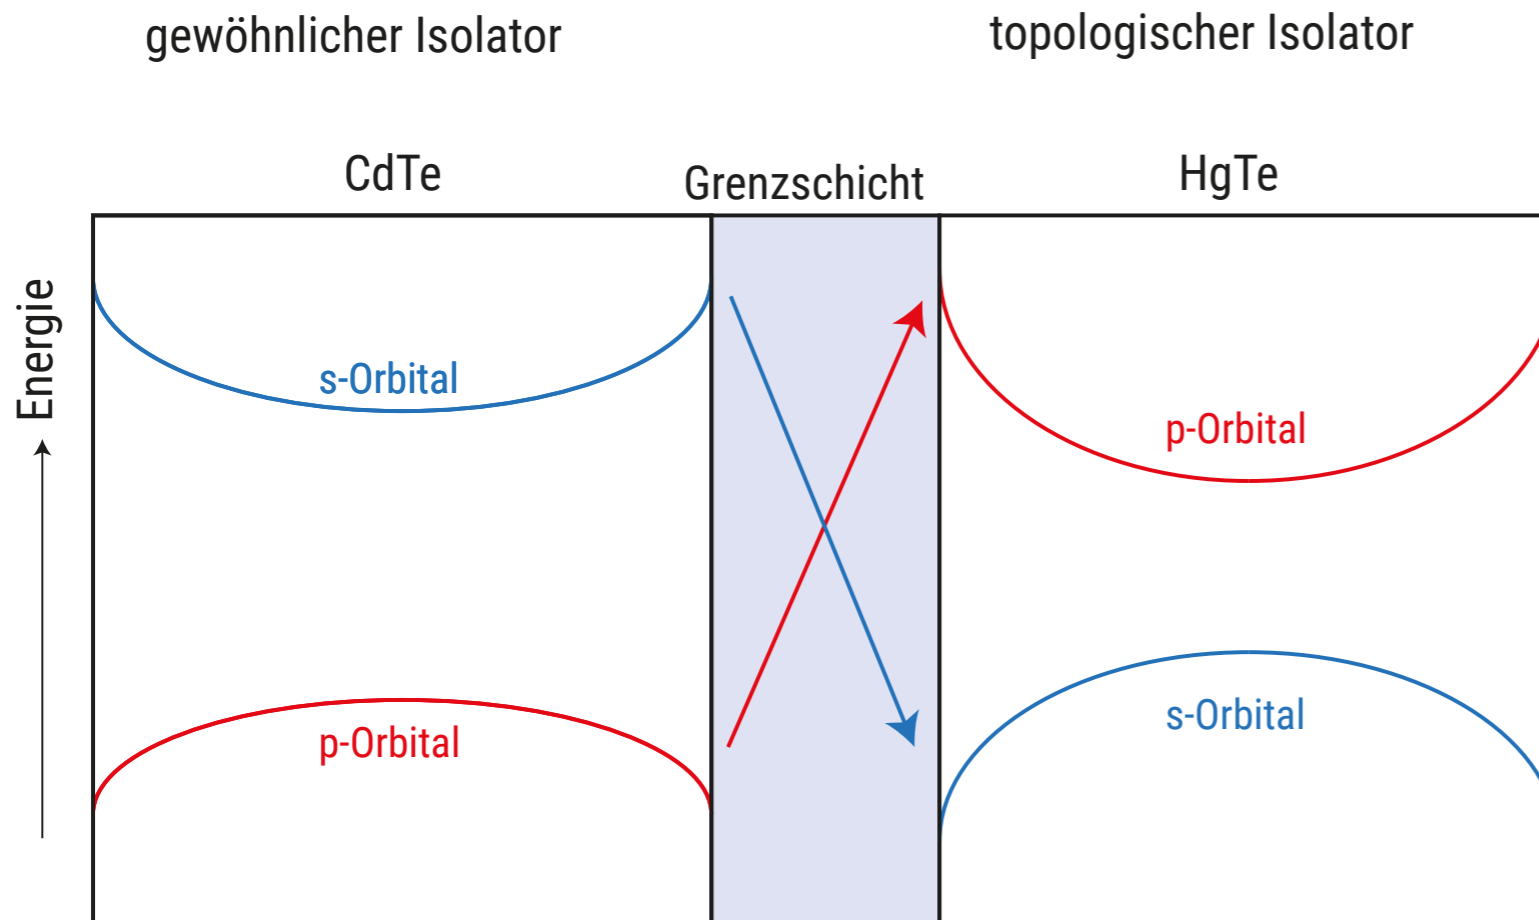 gewöhnlicher Isolator
topologischer Isolator
CdTe
Grenzschicht
HgTe
Energie
s-Orbital
p-Orbital
p-Orbital
s-Orbital